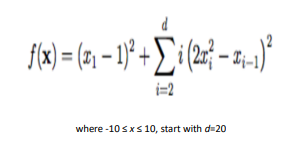 f(x) = (x₁ – 1)² + ∑ᵢ₌₂ᵈ i (2xᵢ² – xᵢ₋₁)²
where -10 ≤ x ≤ 10, start with d=20